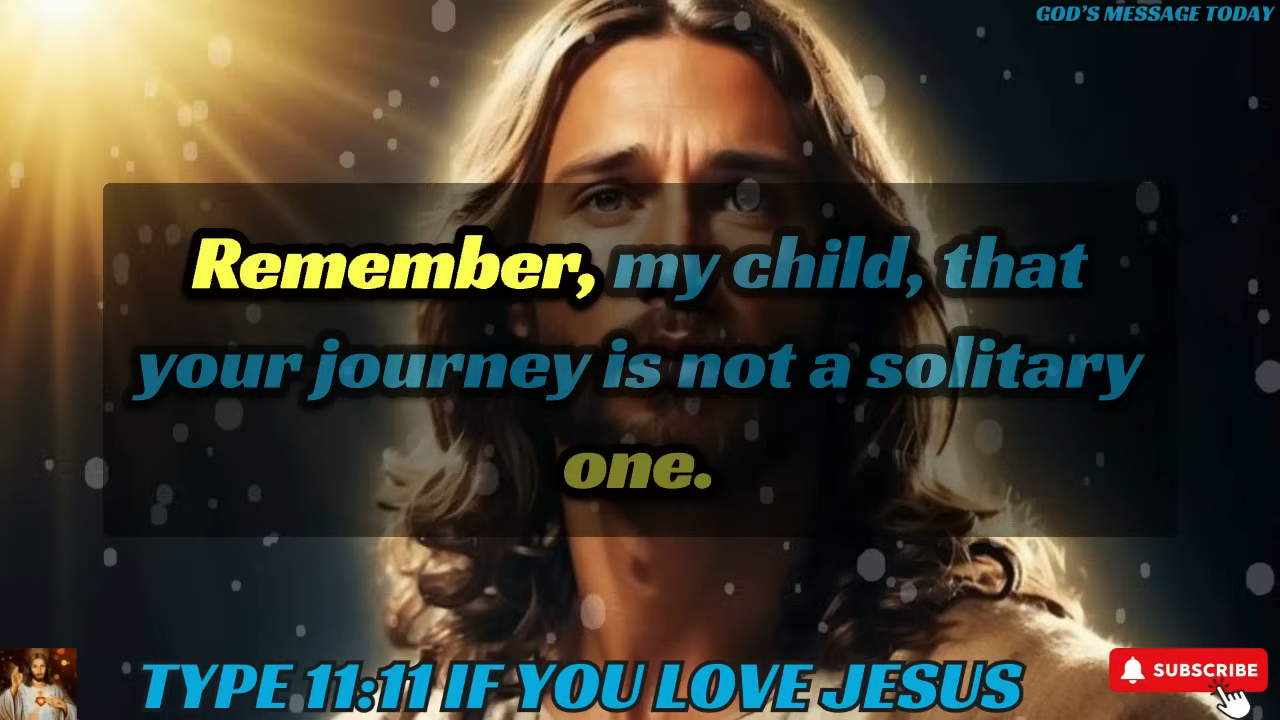 GOD'S MESSAGE TODAY
Remember, my child, that
your journey is not a solitary
one.
TYPE 11:11 IF YOU LOVE JESUS
SUBSCRIBE